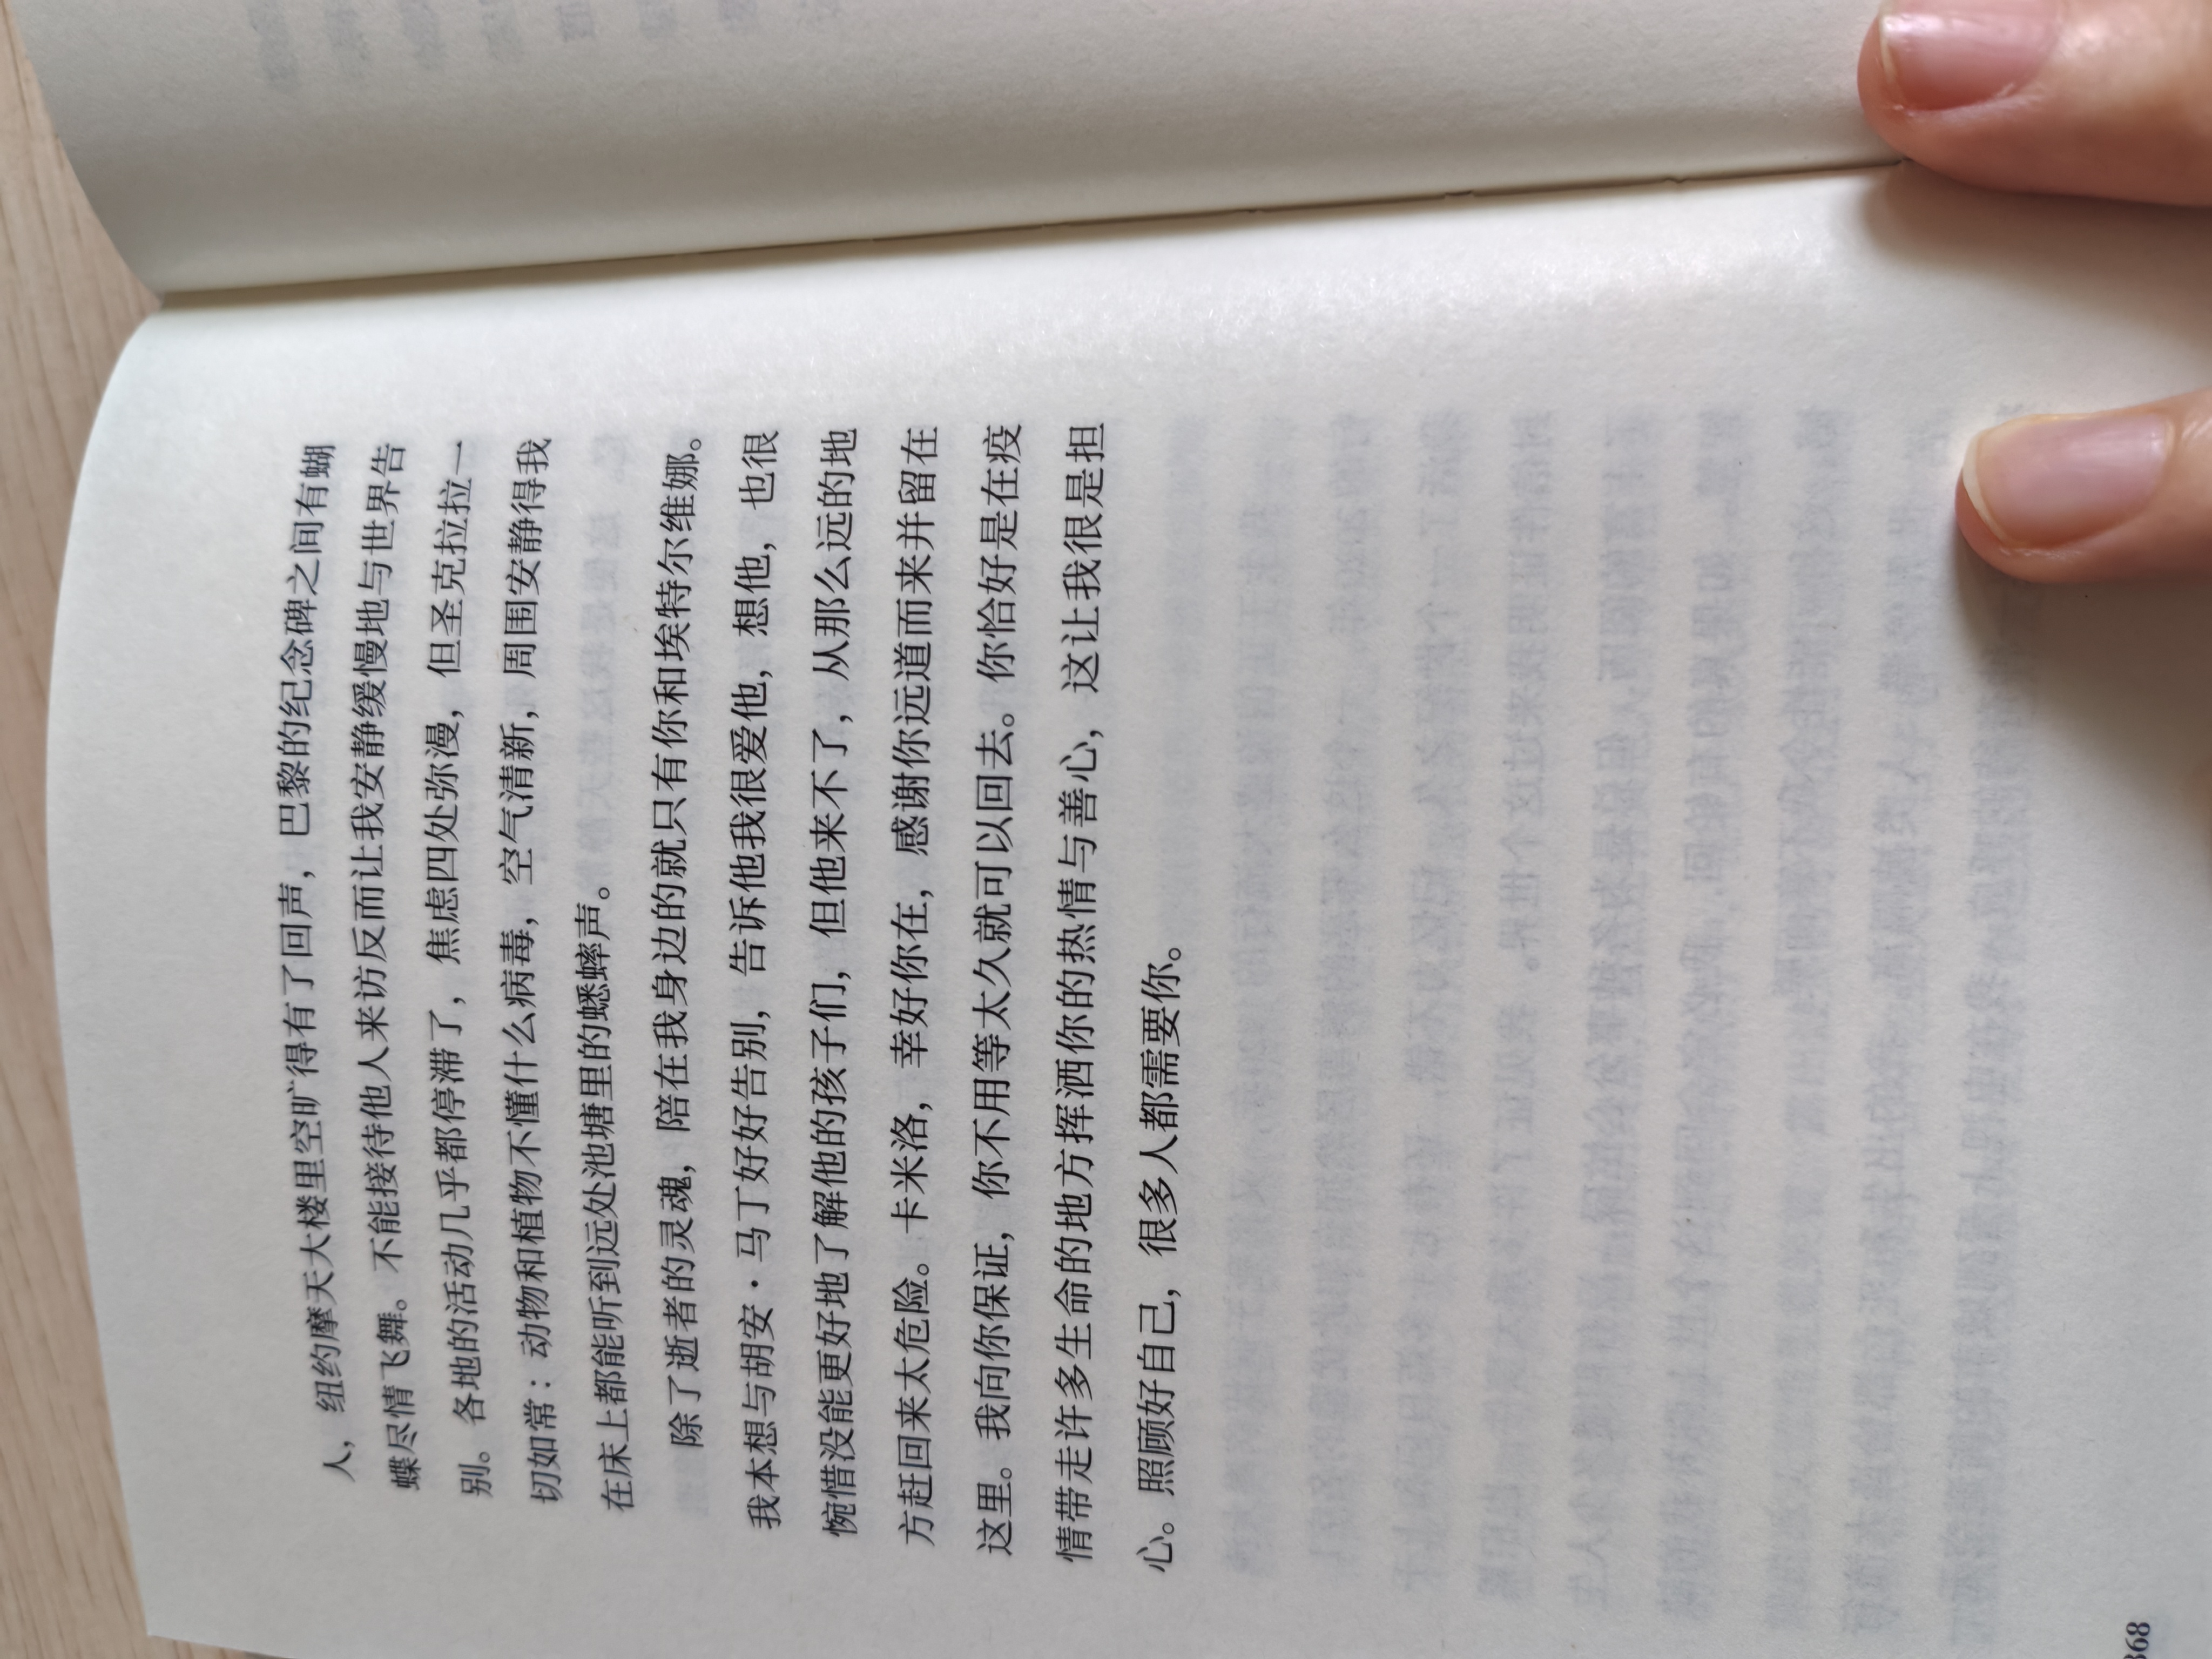 人，纽约摩天大楼里空旷得有了回声，巴黎的纪念碑之间有蝴
蝶尽情飞舞。不能接待他人来访反而让我安静缓慢地与世界告
别。各地的活动几乎都停滞了，焦虑四处弥漫，但圣克拉拉一
切如常：动物和植物不懂什么病毒，空气清新，周围安静得我
在床上都能听到远处池塘里的蟋蟀声。
除了逝者的灵魂，陪在我身边的就只有你和埃特尔维娜。
我本想与胡安·马丁好好告别，告诉他我很爱他，想他，也很
惋惜没能更好地了解他的孩子们，但他来不了，从那么远的地
方赶回来太危险。卡米洛，幸好你在，感谢你远道而来并留在
这里。我向你保证，你不用等太久就可以回去。你恰好是在疫
情带走许多生命的地方挥洒你的热情与善心，这让我很是担
心。照顾好自己，很多人都需要你。
368